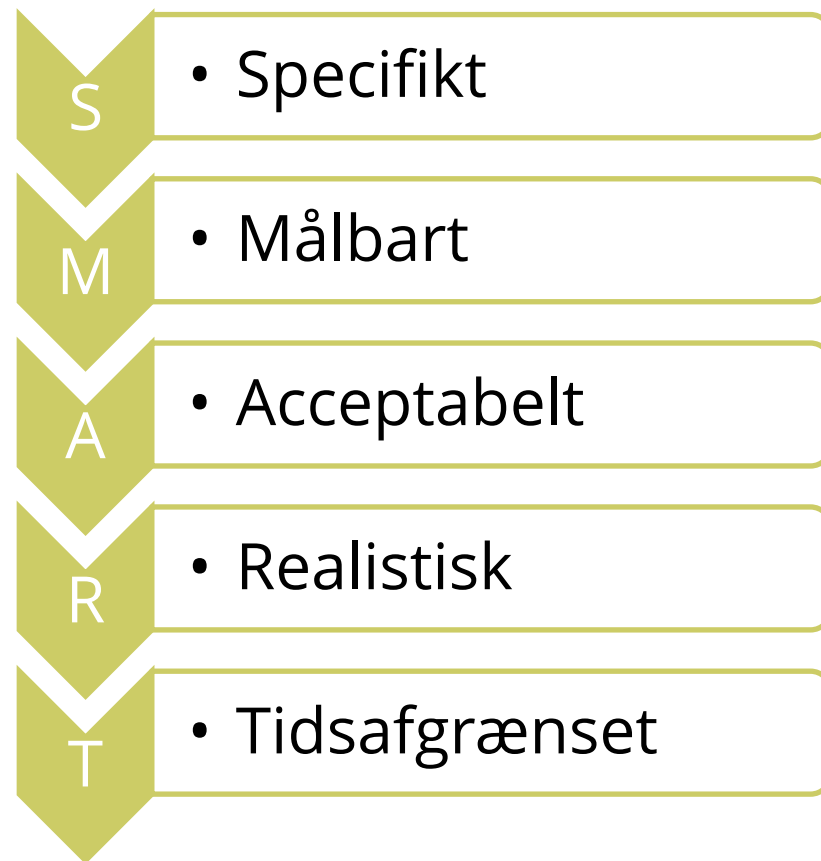 S
• Specifikt
M
• Målbart
A
• Acceptabelt
R
• Realistisk
T
• Tidsafgrænset